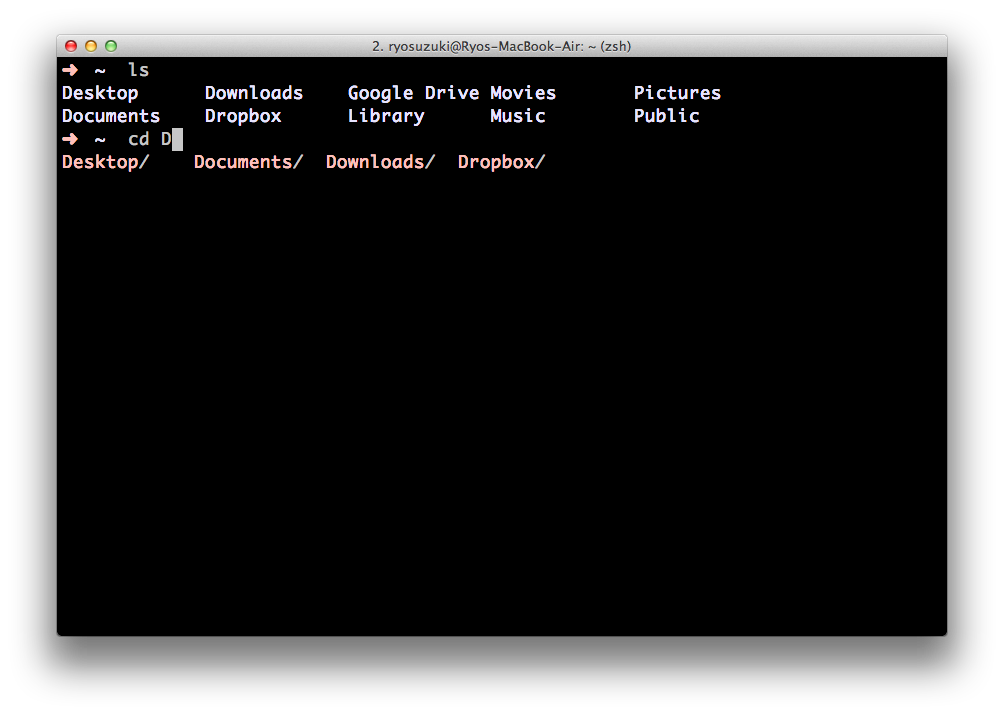 2. ryosuzuki@Ryos-MacBook-Air: ~ (zsh)
➜ ~ ls
Desktop Downloads Google Drive Movies Pictures
Documents Dropbox Library Music Public
➜ ~ cd D
Desktop/ Documents/ Downloads/ Dropbox/